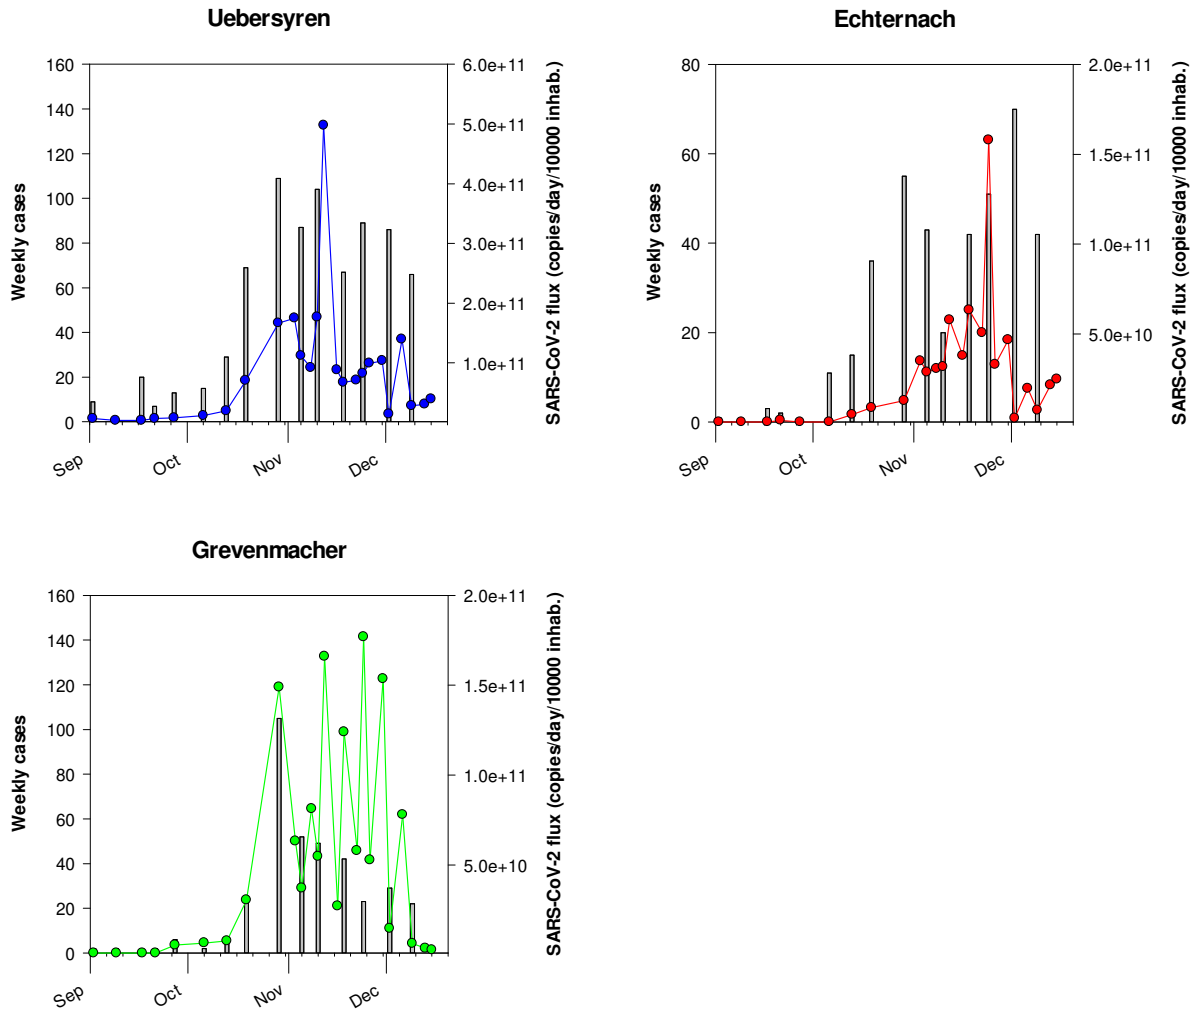 Uebersyren
Weekly cases
160
140
120
100
80
60
40
20
0
6.0e+11
5.0e+11
4.0e+11
3.0e+11
2.0e+11
1.0e+11
SARS-CoV-2 flux (copies/day/10000 inhab.)
Sep
Oct
Nov
Dec
Echternach
Weekly cases
80
60
40
20
0
2.0e+11
1.5e+11
1.0e+11
5.0e+10
SARS-CoV-2 flux (copies/day/10000 inhab.)
Sep
Oct
Nov
Dec
Grevenmacher
Weekly cases
160
140
120
100
80
60
40
20
0
2.0e+11
1.5e+11
1.0e+11
5.0e+10
SARS-CoV-2 flux (copies/day/10000 inhab.)
Sep
Oct
Nov
Dec